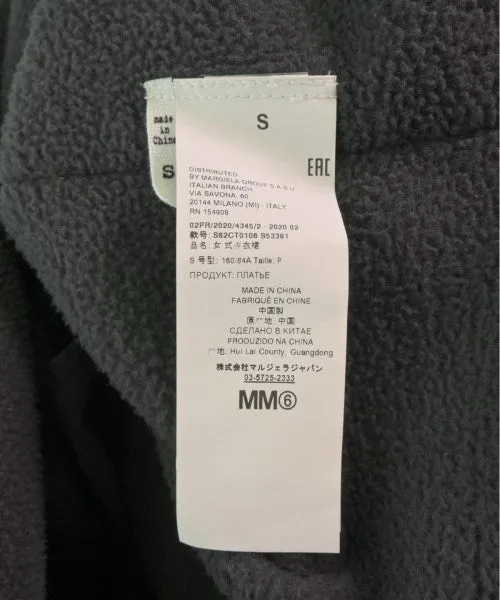 made
in
China
S
S
EAC
DISTRIBUTED
BY MARGIELA GROUP S.A.S.U
ITALIAN BRANCH
VIA SAVONA, 60
20144 MILANO (MI) - ITALY
RN 154809
02PR/2020/4345/2 - 2020 02
款号: S62CT0106 S53381
品名: 女式 衣裙
S 号型: 160/84A Taille: P
ПРОДУКТ: ПЛАТЬЕ
MADE IN CHINA
FABRIQUÉ EN CHINE
中国製
原产地: 中国
СДЕЛАНО В КИТАЕ
PRODUZIDO NA CHINA
产地: Hui Lai County, Guangdong
株式会社マルジェラジャパン
03-5725-2333
MM⑥